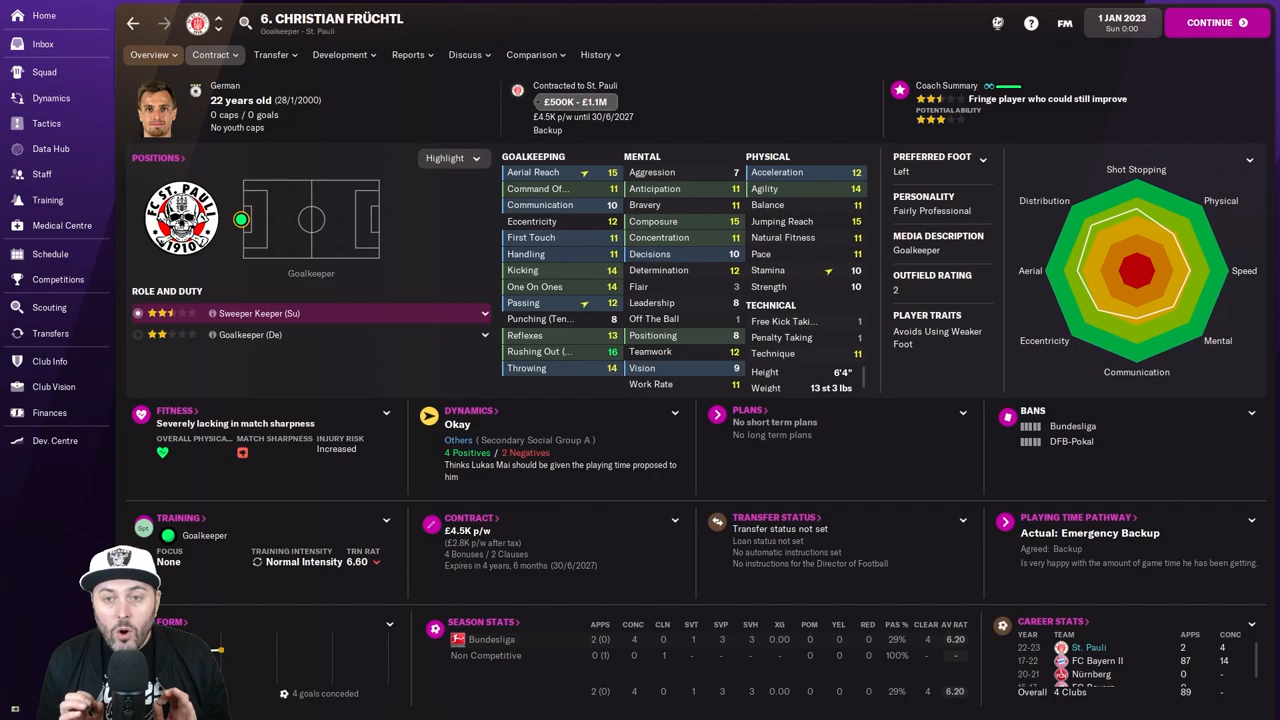 Home
Inbox
Squad
Dynamics
Tactics
Data Hub
Staff
Training
Medical Centre
Schedule
Competitions
Scouting
Transfers
Club Info
Club Vision
Finances
Dev. Centre
6. CHRISTIAN FRÜCHTL
Goalkeeper - St. Pauli
FM
1 JAN 2023
Sun 0:00
CONTINUE
Overview
Contract
Transfer
Development
Reports
Discuss
Comparison
History
German
22 years old (28/1/2000)
0 caps / 0 goals
No youth caps
Contracted to St. Pauli
£500K - £1.1M
£4.5K p/w until 30/6/2027
Backup
Coach Summary
Fringe player who could still improve
POTENTIAL ABILITY
POSITIONS
Highlight
FC ST. PAULI
1910
Goalkeeper
ROLE AND DUTY
Sweeper Keeper (Su)
Goalkeeper (De)
GOALKEEPING
Aerial Reach 15
Command Of... 11
Communication 10
Eccentricity 12
First Touch 11
Handling 11
Kicking 14
One On Ones 14
Passing 12
Punching (Ten... 8
Reflexes 13
Rushing Out (... 16
Throwing 14
MENTAL
Aggression 7
Anticipation 11
Bravery 11
Composure 15
Concentration 11
Decisions 10
Determination 12
Flair 3
Leadership 8
Off The Ball 1
Positioning 8
Teamwork 12
Vision 9
Work Rate 11
PHYSICAL
Acceleration 12
Agility 14
Balance 11
Jumping Reach 15
Natural Fitness 11
Pace 11
Stamina 10
Strength 10
TECHNICAL
Free Kick Taki... 1
Penalty Taking 1
Technique 11
Height 6'4"
Weight 13 st 3 lbs
PREFERRED FOOT
Left
PERSONALITY
Fairly Professional
MEDIA DESCRIPTION
Goalkeeper
OUTFIELD RATING
2
PLAYER TRAITS
Avoids Using Weaker
Foot
Shot Stopping
Distribution
Physical
Aerial
Speed
Eccentricity
Mental
Communication
FITNESS
Severely lacking in match sharpness
OVERALL PHYSICA... MATCH SHARPNESS INJURY RISK
Increased
DYNAMICS
Okay
Others ( Secondary Social Group A )
4 Positives / 2 Negatives
Thinks Lukas Mai should be given the playing time proposed to
him
PLANS
No short term plans
No long term plans
BANS
Bundesliga
DFB-Pokal
TRAINING
Spt
Goalkeeper
FOCUS TRAINING INTENSITY TRN RAT
None Normal Intensity 6.60
CONTRACT
£4.5K p/w
(£2.8K p/w after tax)
4 Bonuses / 2 Clauses
Expires in 4 years, 6 months (30/6/2027)
TRANSFER STATUS
Transfer status not set
Loan status not set
No automatic instructions set
No instructions for the Director of Football
PLAYING TIME PATHWAY
Actual: Emergency Backup
Agreed: Backup
Is very happy with the amount of game time he has been getting.
FORM
4 goals conceded
SEASON STATS
APPS CONC CLN SVT SVP SVH XG POM YEL RED PAS % CLEAR AV RAT
Bundesliga 2 (0) 4 0 1 3 3 0.00 0 0 0 29% 4 6.20
Non Competitive 0 (1) 0 1 - - - 0.00 0 0 0 100% - -
2 (0) 4 0 1 3 3 0.00 0 0 0 29% 4 6.20
CAREER STATS
YEAR TEAM APPS CONC
22-23 St. Pauli 2 4
17-22 FC Bayern II 87 14
20-21 Nürnberg 0 -
Overall 4 Clubs 89 -